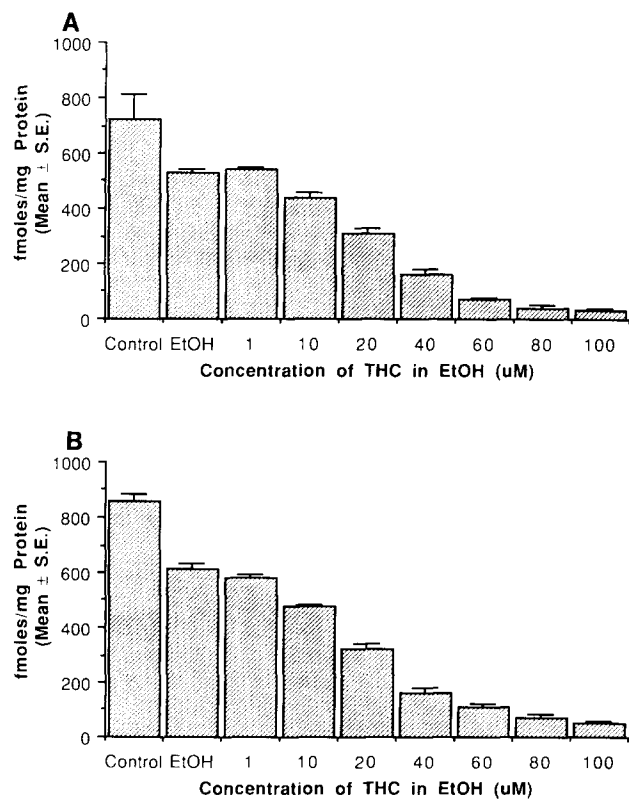 A
1000
800
600
400
200
0
fmoles/mg Protein
(Mean ± S.E.)
Control EtOH 1 10 20 40 60 80 100
Concentration of THC in EtOH (uM)
B
1000
800
600
400
200
0
fmoles/mg Protein
(Mean ± S.E.)
Control EtOH 1 10 20 40 60 80 100
Concentration of THC in EtOH (uM)